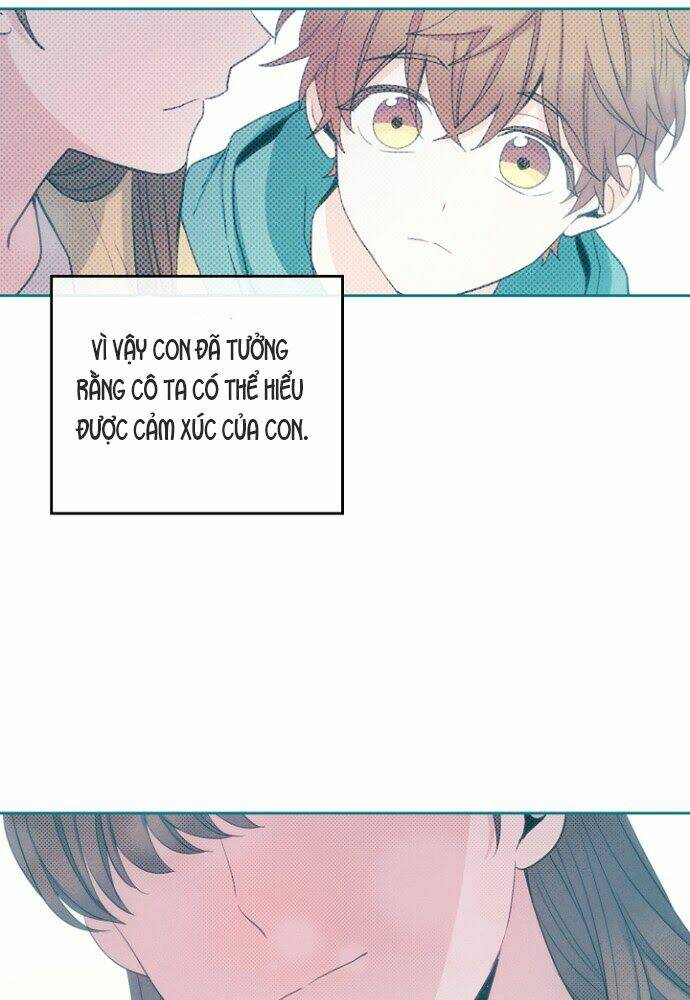 VÌ VẬY CON ĐÃ TƯỞNG
RẰNG CÔ TA CÓ THỂ HIỂU
ĐƯỢC CẢM XÚC CỦA CON.